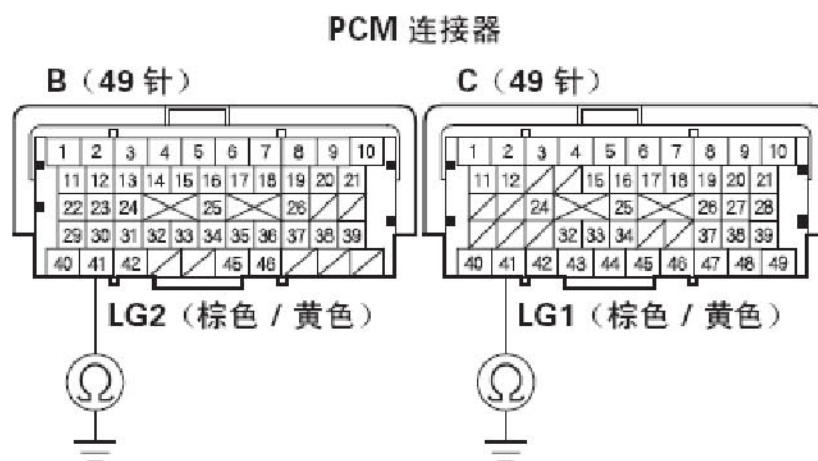 PCM 连接器
B（49 针）
1 2 3 4 5 6 7 8 9 10
11 12 13 14 15 16 17 18 19 20 21
22 23 24 25 26
29 30 31 32 33 34 35 36 37 38 39
40 41 42 45 46
LG2（棕色 / 黄色）
Ω
C（49 针）
1 2 3 4 5 6 7 8 9 10
11 12 15 16 17 18 19 20 21
24 25 26 27 28
32 33 34 37 38 39
40 41 42 43 44 45 46 47 48 49
LG1（棕色 / 黄色）
Ω